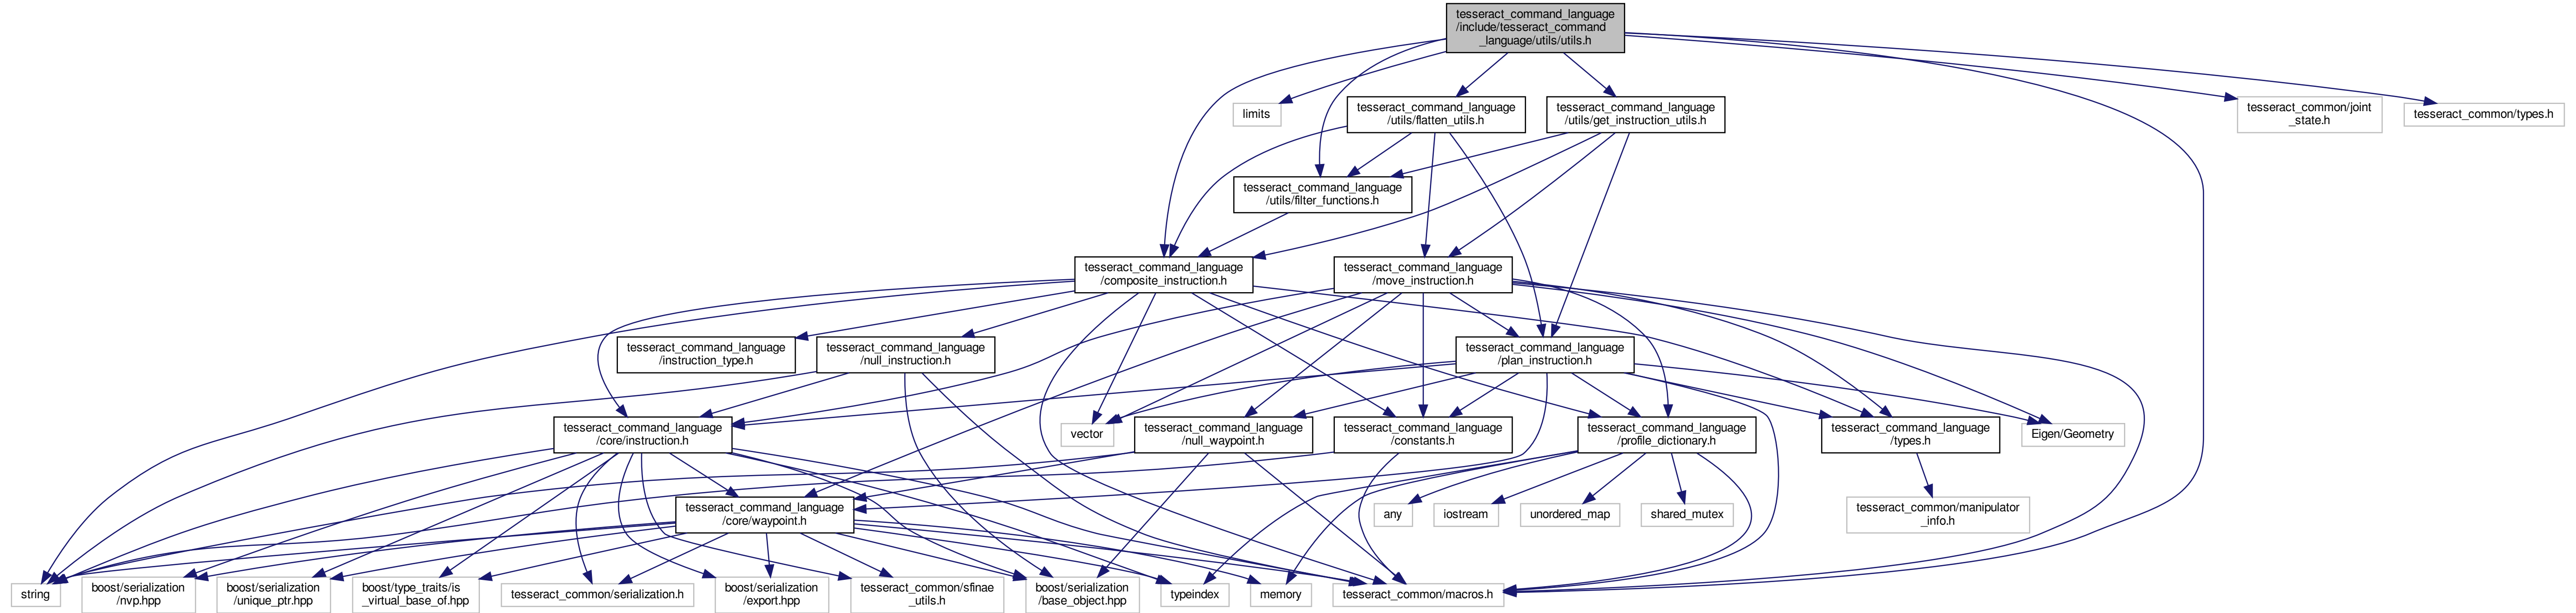 tesseract_command_language
/include/tesseract_command
_language/utils/utils.h
limits
tesseract_command_language
/utils/flatten_utils.h
tesseract_command_language
/utils/get_instruction_utils.h
tesseract_common/joint
_state.h
tesseract_common/types.h
tesseract_command_language
/utils/filter_functions.h
tesseract_command_language
/composite_instruction.h
tesseract_command_language
/move_instruction.h
tesseract_command_language
/instruction_type.h
tesseract_command_language
/null_instruction.h
tesseract_command_language
/plan_instruction.h
tesseract_command_language
/core/instruction.h
vector
tesseract_command_language
/null_waypoint.h
tesseract_command_language
/constants.h
tesseract_command_language
/profile_dictionary.h
tesseract_command_language
/types.h
Eigen/Geometry
tesseract_command_language
/core/waypoint.h
any
iostream
unordered_map
shared_mutex
tesseract_common/manipulator
_info.h
string
boost/serialization
/nvp.hpp
boost/serialization
/unique_ptr.hpp
boost/type_traits/is
_virtual_base_of.hpp
tesseract_common/serialization.h
boost/serialization
/export.hpp
tesseract_common/sfinae
_utils.h
boost/serialization
/base_object.hpp
typeindex
memory
tesseract_common/macros.h